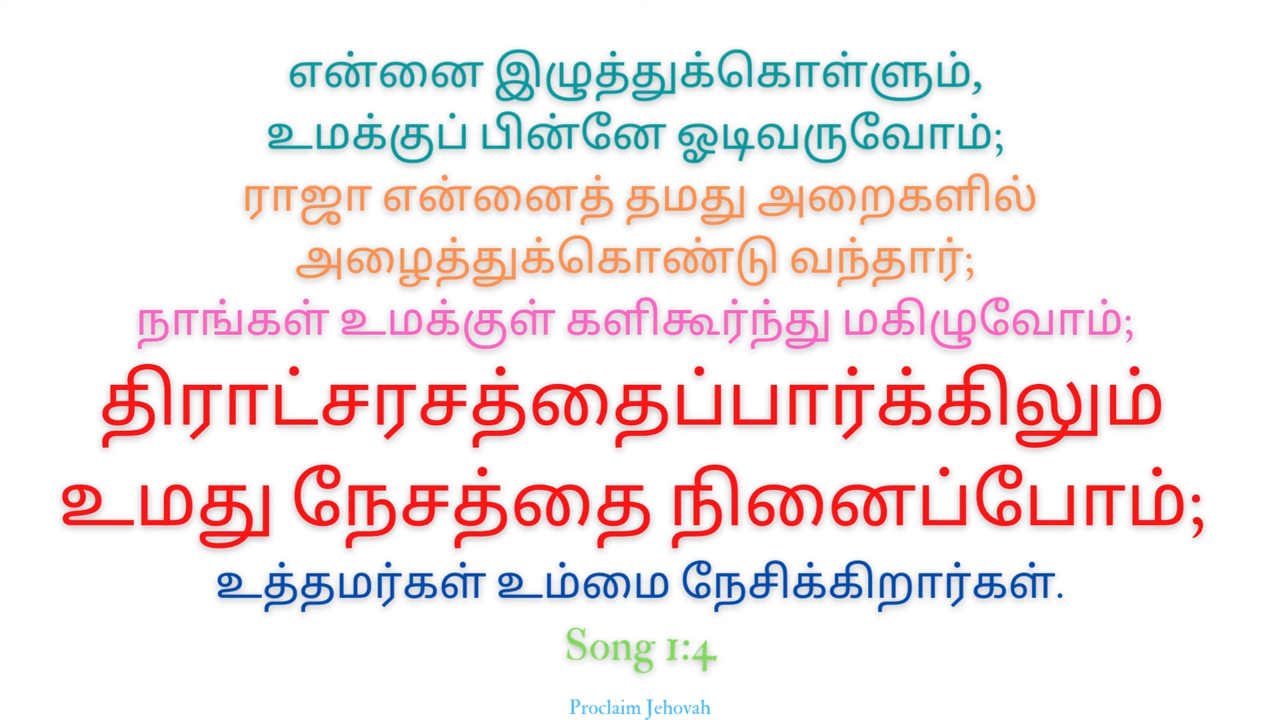 என்னை இழுத்துக்கொள்ளும்,
உமக்குப் பின்னே ஓடிவருவோம்;
ராஜா என்னைத் தமது அறைகளில்
அழைத்துக்கொண்டு வந்தார்;
நாங்கள் உமக்குள் களிகூர்ந்து மகிழுவோம்;
திராட்சரசத்தைப்பார்க்கிலும்
உமது நேசத்தை நினைப்போம்;
உத்தமர்கள் உம்மை நேசிக்கிறார்கள்.
Song 1:4
Proclaim Jehovah